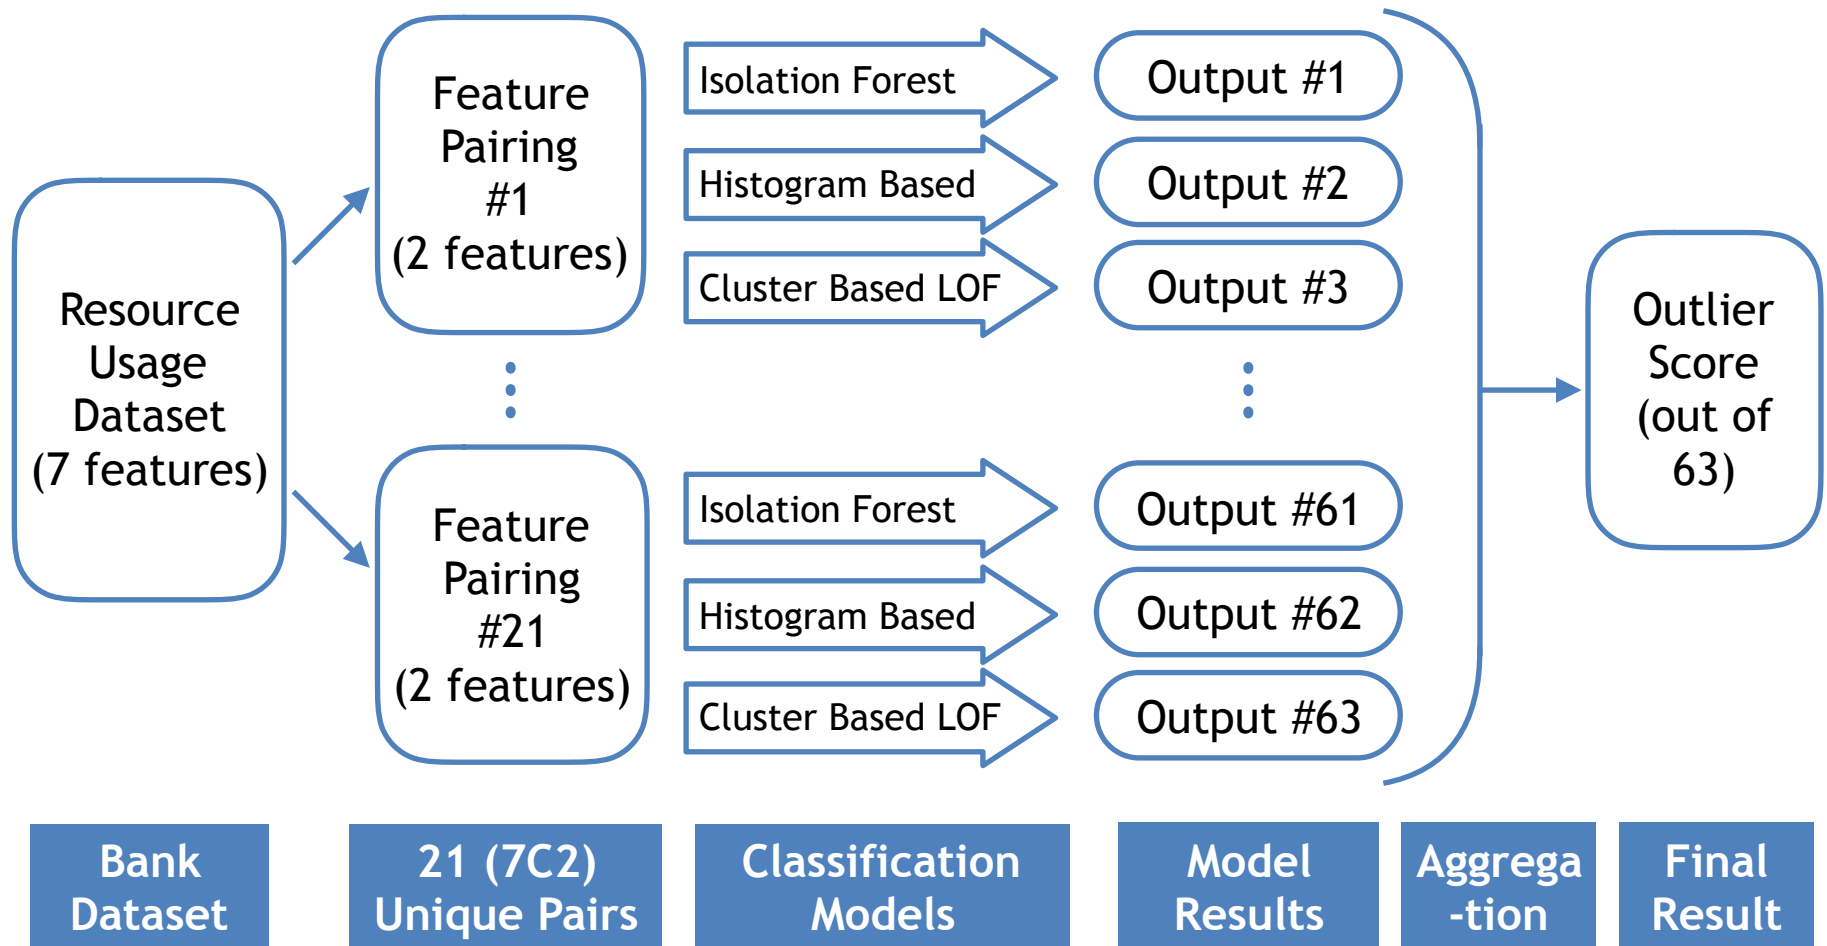 Resource
Usage
Dataset
(7 features)
Feature
Pairing
#1
(2 features)
Feature
Pairing
#21
(2 features)
Isolation Forest
Histogram Based
Cluster Based LOF
Isolation Forest
Histogram Based
Cluster Based LOF
Output #1
Output #2
Output #3
Output #61
Output #62
Output #63
Outlier
Score
(out of
63)
Bank
Dataset
21 (7C2)
Unique Pairs
Classification
Models
Model
Results
Aggrega
-tion
Final
Result